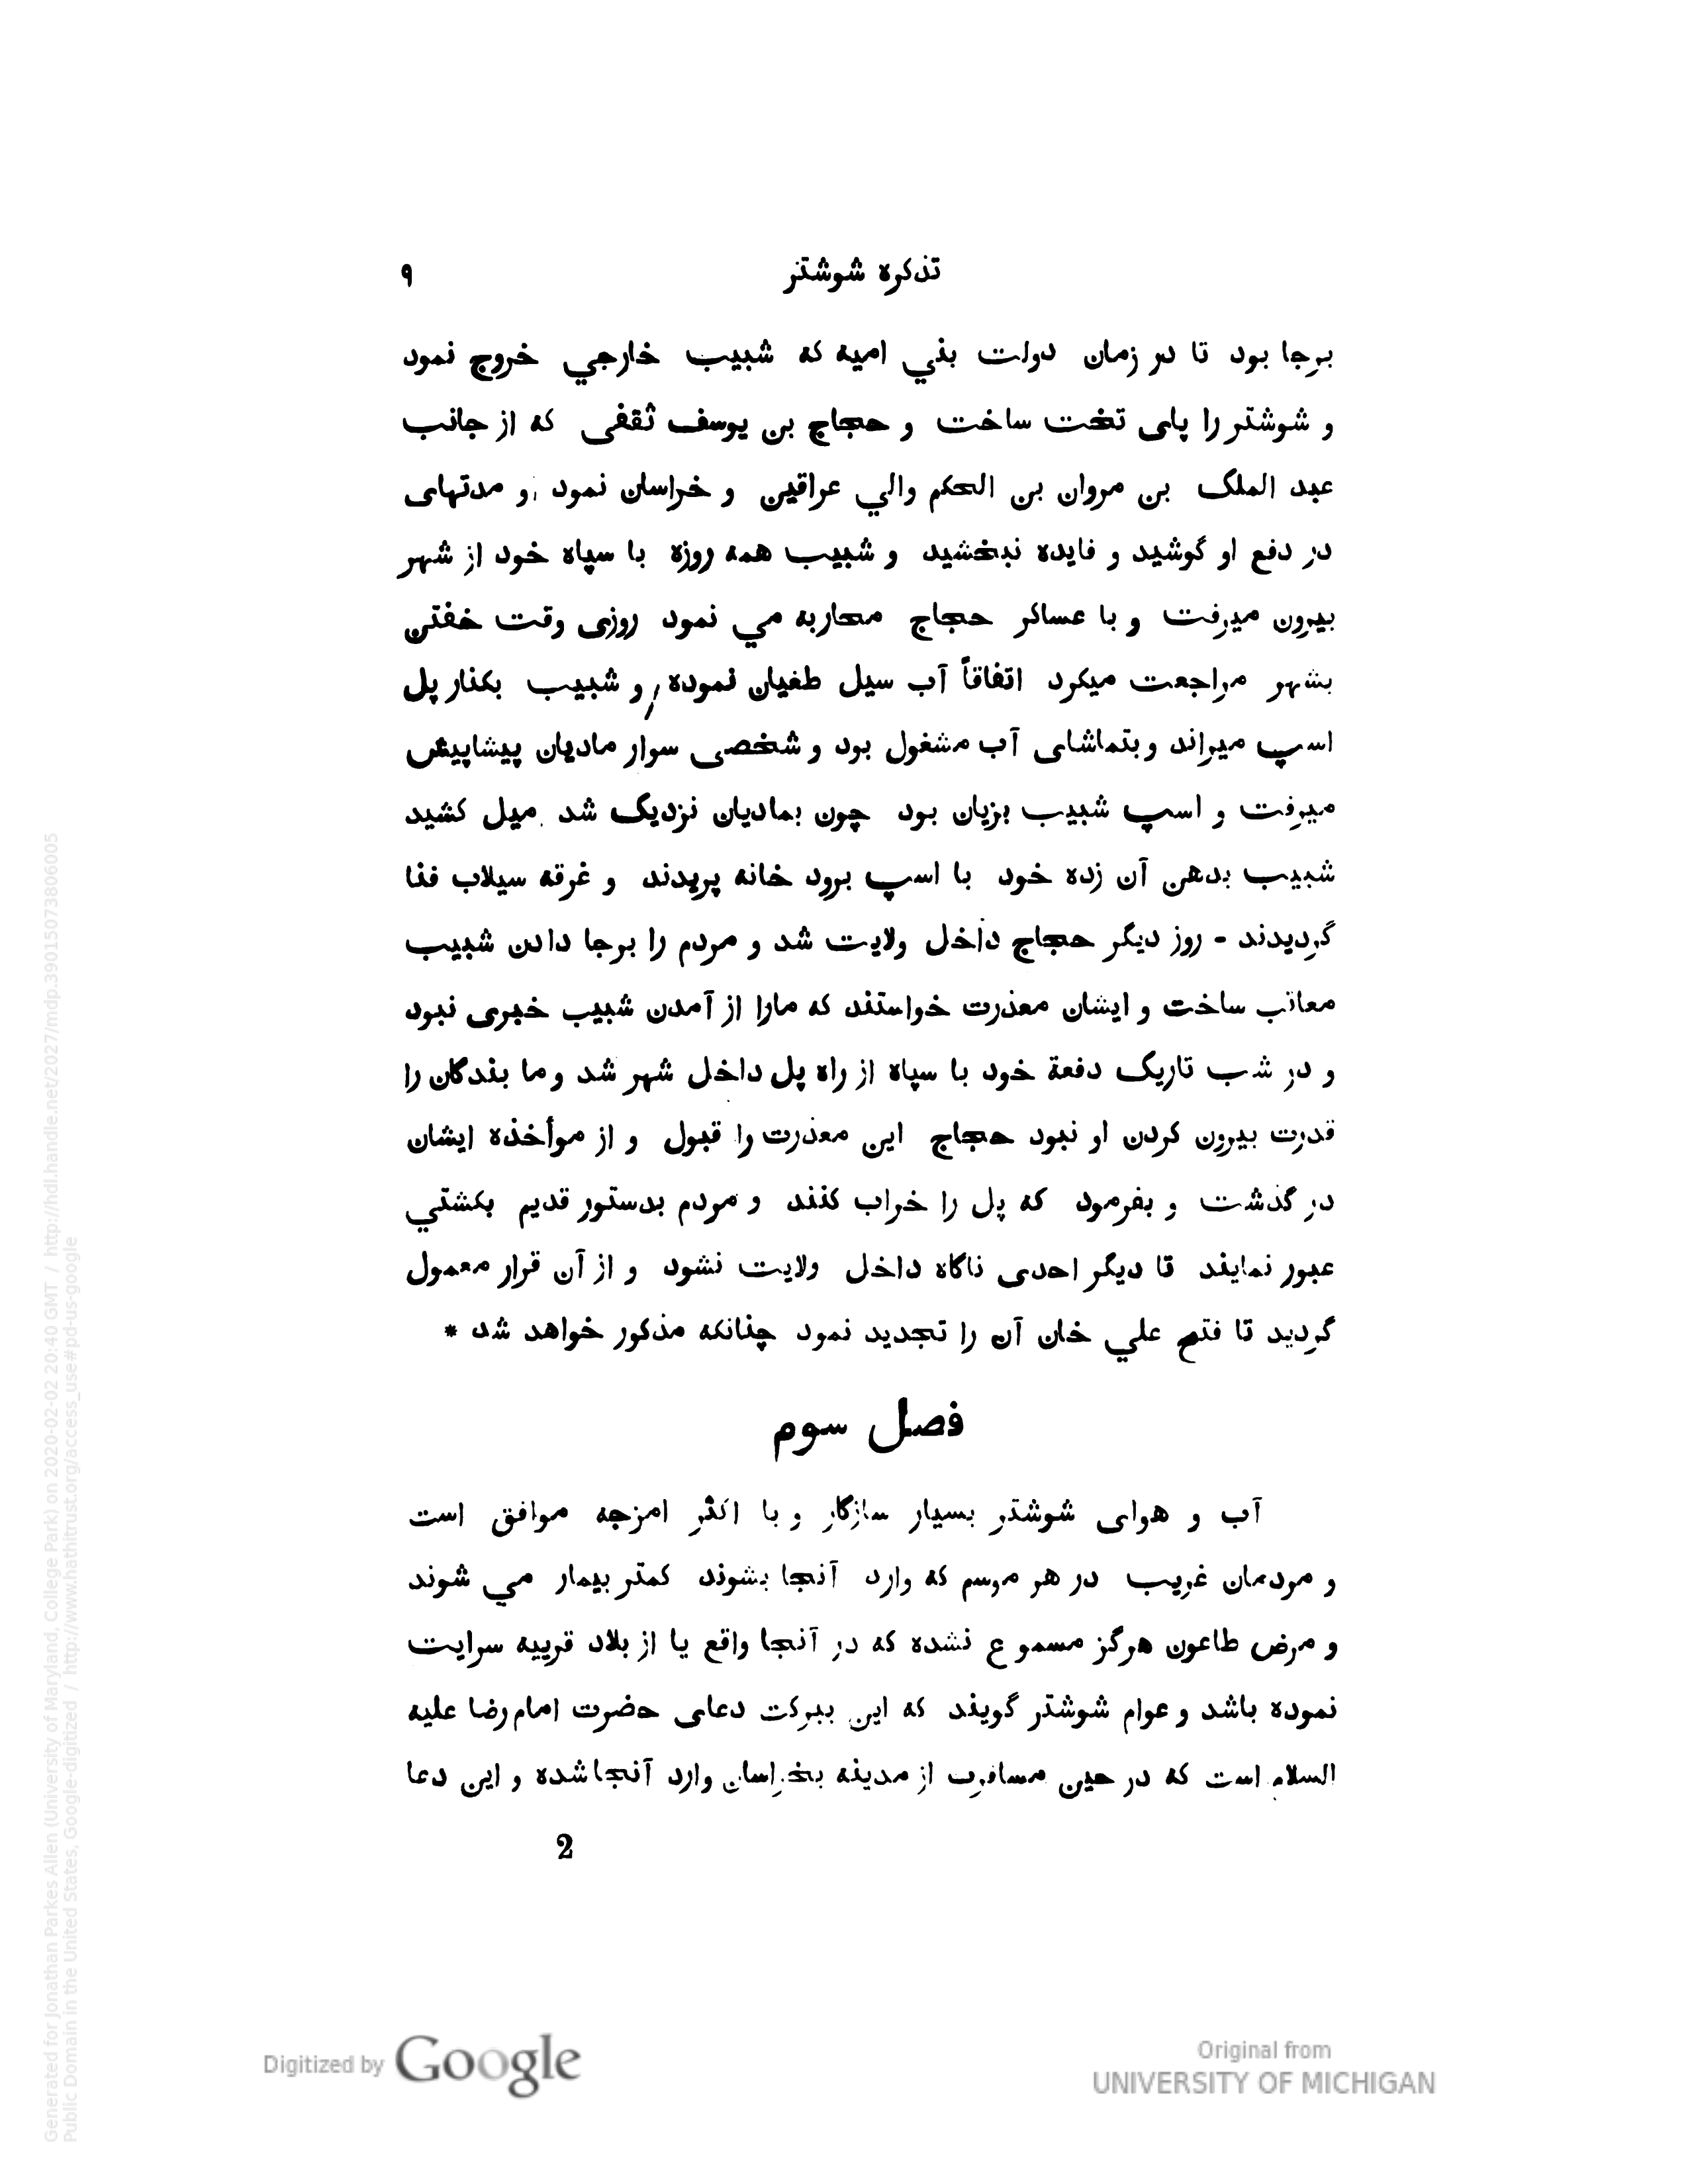 تذكره شوشتر ۹
برجا بود تا در زمان دولت بني اميه كه شبيب خارجي خروج نمود
و شوشتر را پاى تخت ساخت و حجاج بن يوسف ثقفى كه از جانب
عبد الملک بن مروان بن الحكم والي عراقين و خراسان نمود و مدتهاى
در دفع او گوشيد و فايده نبخشيد و شبيب همه روزه با سپاه خود از شهر
بيرون ميرفت و با عساكر حجاج محاربه مي نمود روزى وقت خفتن
بشهر مراجعت ميكرد اتفاقاً آب سيل طغيان نموده و شبيب بكنار پل
اسپ ميراند و بتماشاى آب مشغول بود و شخصى سوار ماديان پيشاپيش
ميرفت و اسپ شبيب بزيان بود چون بماديان نزديک شد ميل كشيد
شبيب بدهن آن زده خود با اسپ برود خانه پريدند و غرقه سيلاب فنا
گرديدند - روز ديگر حجاج داخل ولايت شد و مردم را برجا دادن شبيب
معاتب ساخت و ايشان معذرت خواستند كه مارا از آمدن شبيب خبرى نبود
و در شب تاريک دفعة خود با سپاه از راه پل داخل شهر شد و ما بندگان را
قدرت بيرون كردن او نبود حجاج اين معذرت را قبول و از موأخذه ايشان
در گذشت و بفرمود كه پل را خراب كنند و مردم بدستور قديم بكشتي
عبور نمايند تا ديگر احدى ناگاه داخل ولايت نشود و از آن قرار معمول
گرديد تا فتح علي خان آن را تجديد نمود چنانكه مذكور خواهد شد *
فصل سوم
آب و هواى شوشتر بسيار سازگار و با اكثر امزجه موافق است
و مردمان غريب در هر موسم كه وارد آنجا بشوند كمتر بيمار مي شوند
و مرض طاعون هرگز مسموع نشده كه در آنجا واقع يا از بلاد قريبه سرايت
نموده باشد و عوام شوشتر گويند كه اين ببركت دعاى حضرت امام رضا عليه
السلام است كه در حين مسافرت از مدينه بخراسان وارد آنجا شده و اين دعا
2
Digitized by Google
Original from
UNIVERSITY OF MICHIGAN
Generated for Jonathan Parkes Allen (University of Maryland, College Park) on 2020-02-02 20:40 GMT / http://hdl.handle.net/2027/mdp.39015073806005
Public Domain in the United States, Google-digitized / http://www.hathitrust.org/access_use#pd-us-google